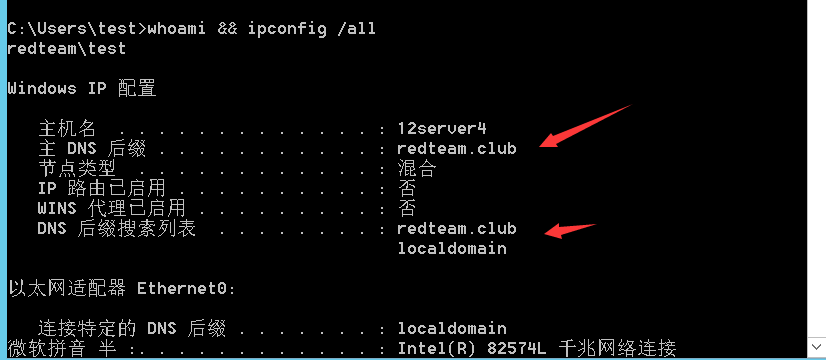 C:\Users\test>whoami && ipconfig /all
redteam\test
Windows IP 配置
主机名 . . . . . . . . . . . . . : 12server4
主 DNS 后缀 . . . . . . . . . . . : redteam.club
节点类型 . . . . . . . . . . . . : 混合
IP 路由已启用 . . . . . . . . . . : 否
WINS 代理已启用 . . . . . . . . . : 否
DNS 后缀搜索列表 . . . . . . . . : redteam.club
localdomain
以太网适配器 Ethernet0:
连接特定的 DNS 后缀 . . . . . . . : localdomain
微软拼音 半 :. . . . . . . . . . . . : Intel(R) 82574L 千兆网络连接